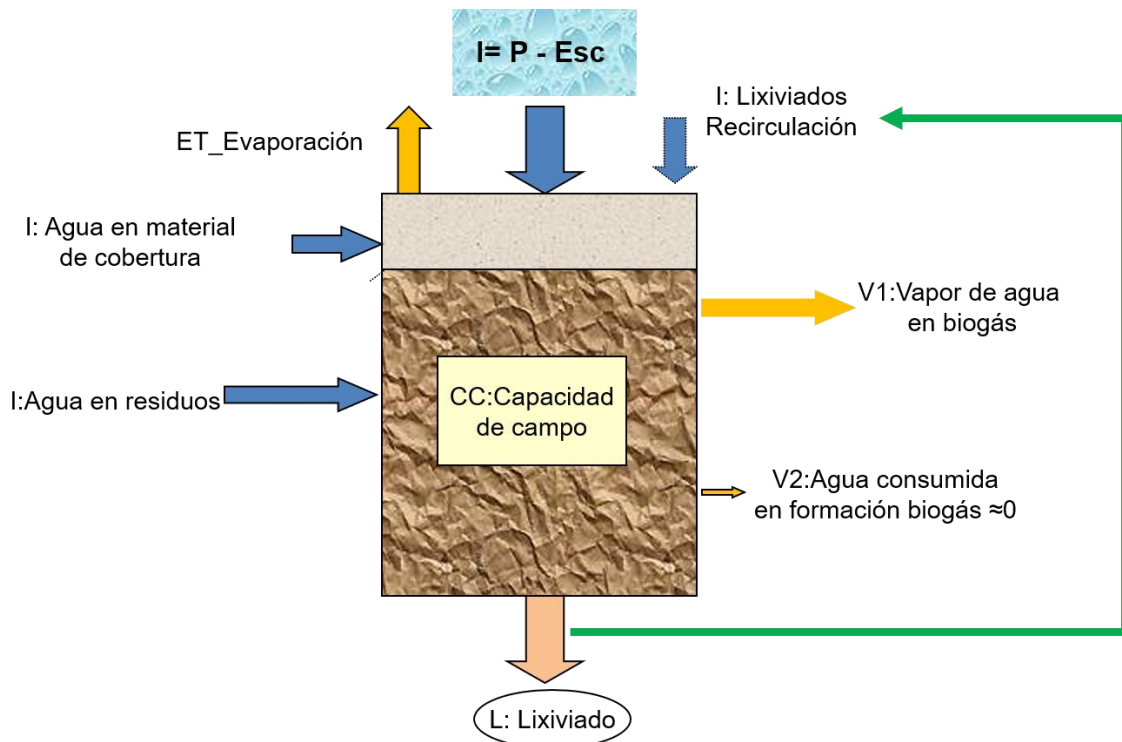 I= P - Esc
I: Lixiviados
Recirculación
ET_Evaporación
I: Agua en material
de cobertura
V1:Vapor de agua
en biogás
CC:Capacidad
de campo
I:Agua en residuos
V2:Agua consumida
en formación biogás ≈0
L: Lixiviado